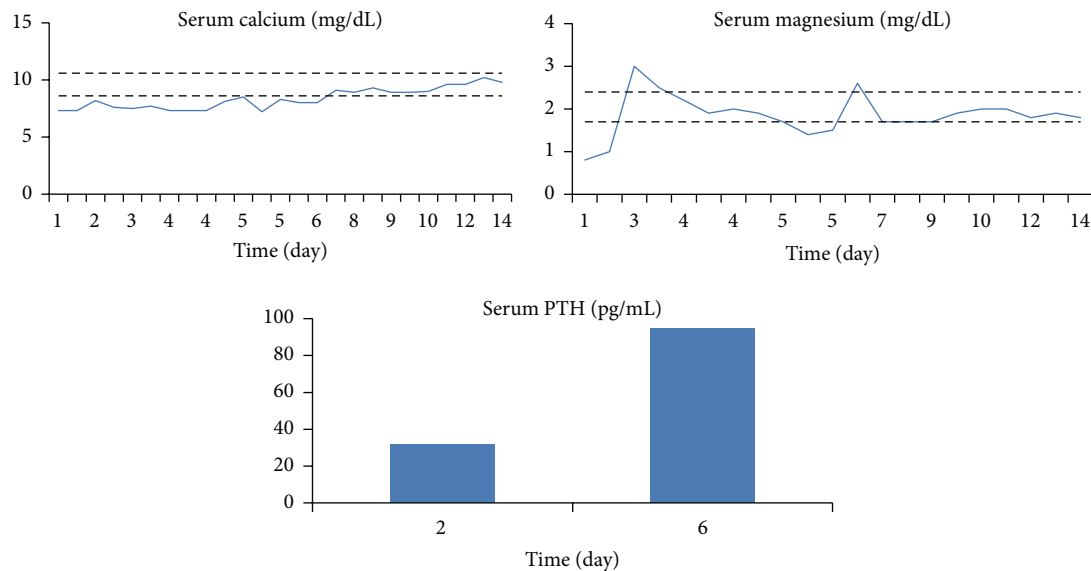 Serum calcium (mg/dL)
15
10
5
0
1 2 3 4 4 5 5 6 8 9 10 12 14
Time (day)
Serum magnesium (mg/dL)
4
3
2
1
0
1 3 4 4 5 5 7 9 10 12 14
Time (day)
Serum PTH (pg/mL)
100
80
60
40
20
0
2 6
Time (day)